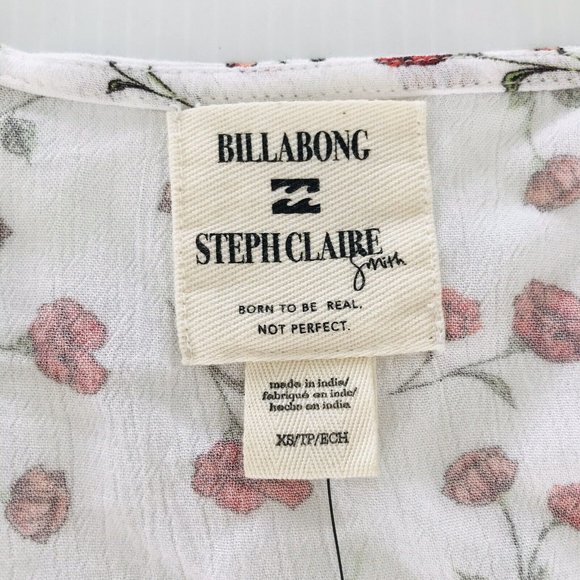 BILLABONG
STEPH CLAIRE
Smith
BORN TO BE REAL,
NOT PERFECT.
made in india/
fabriqué en inde/
hecho en india
XS/TP/ECH